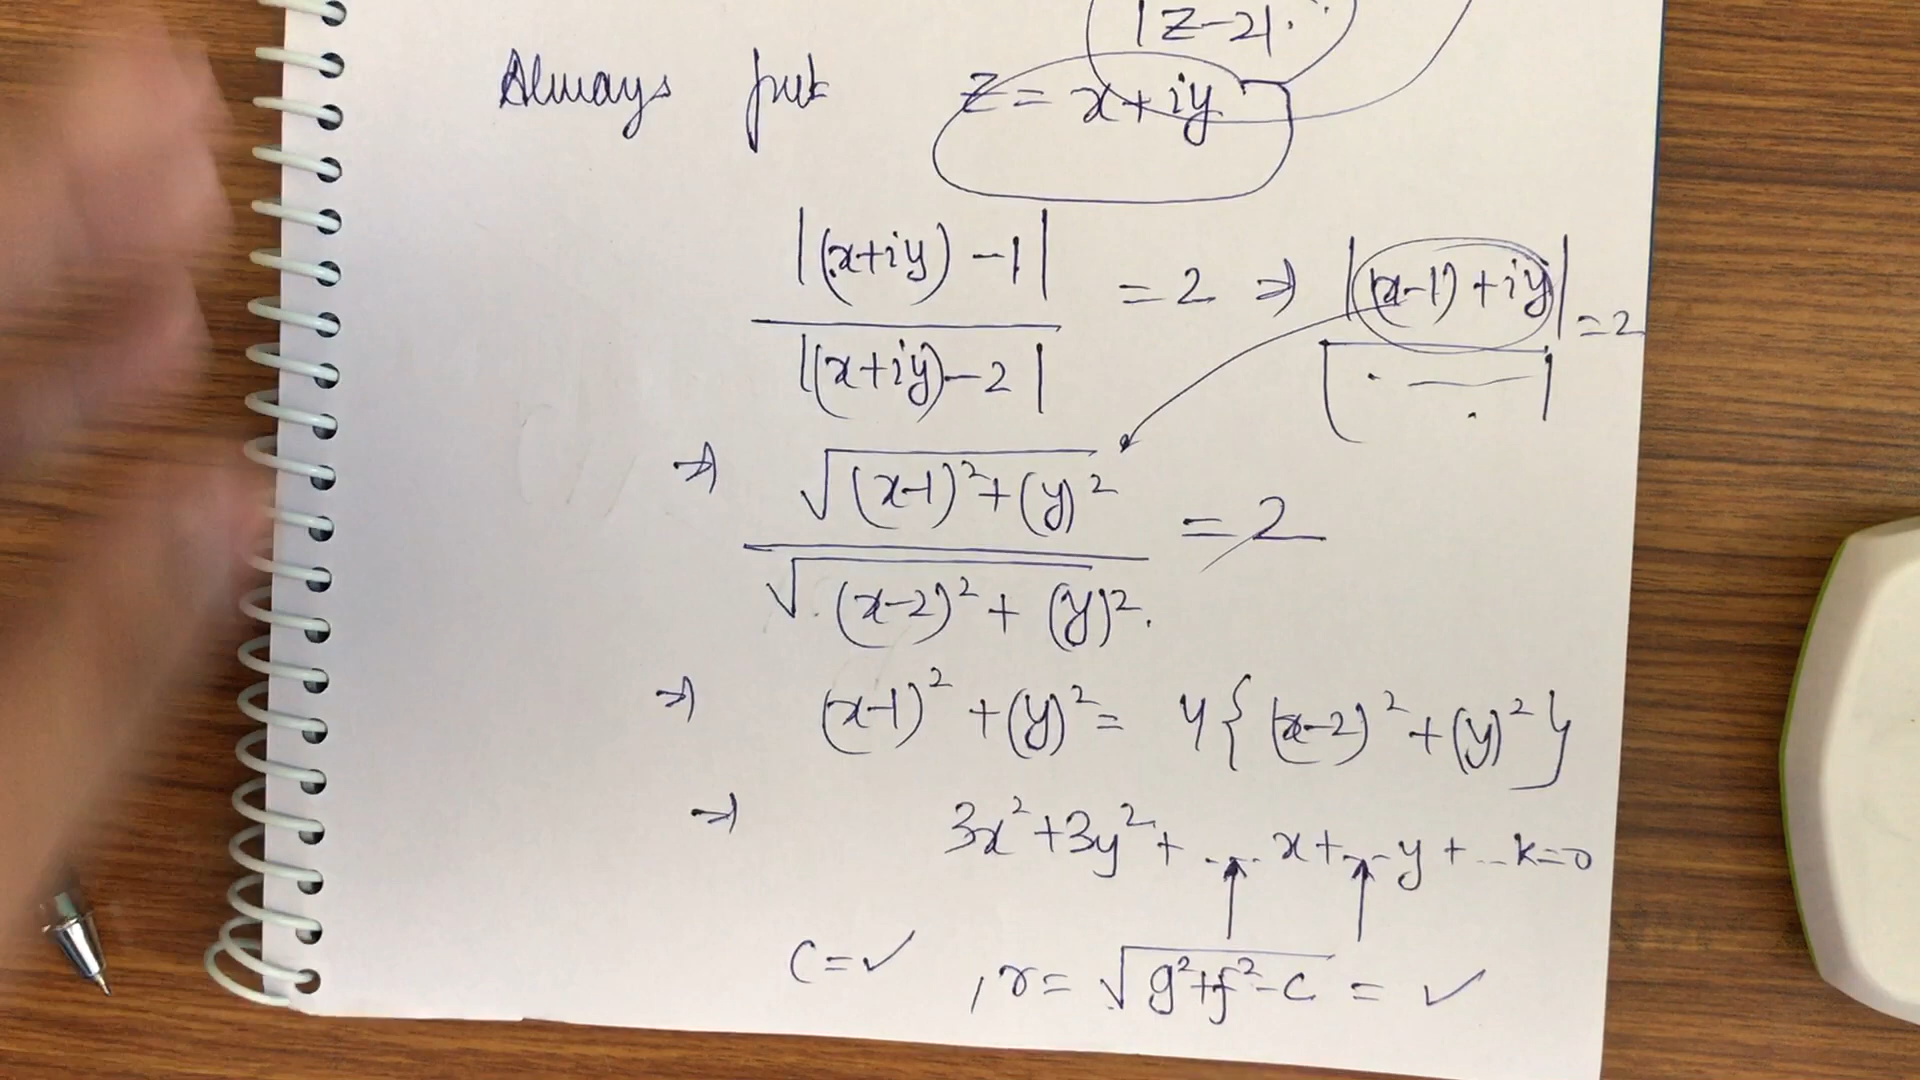 |z-2|.
Always put z = x+iy
|(x+iy) -1| / |(x+iy)-2| = 2 ⇒ |(x-1)+iy| / | . — . | = 2
⇒ √(x-1)²+(y)² / √(x-2)²+(y)². = 2
⇒ (x-1)² + (y)² = 4{(x-2)²+(y)²}
⇒ 3x²+3y²+ ... x + ... y + ... k=0
C=✓ , r= √g²+f²-c = ✓